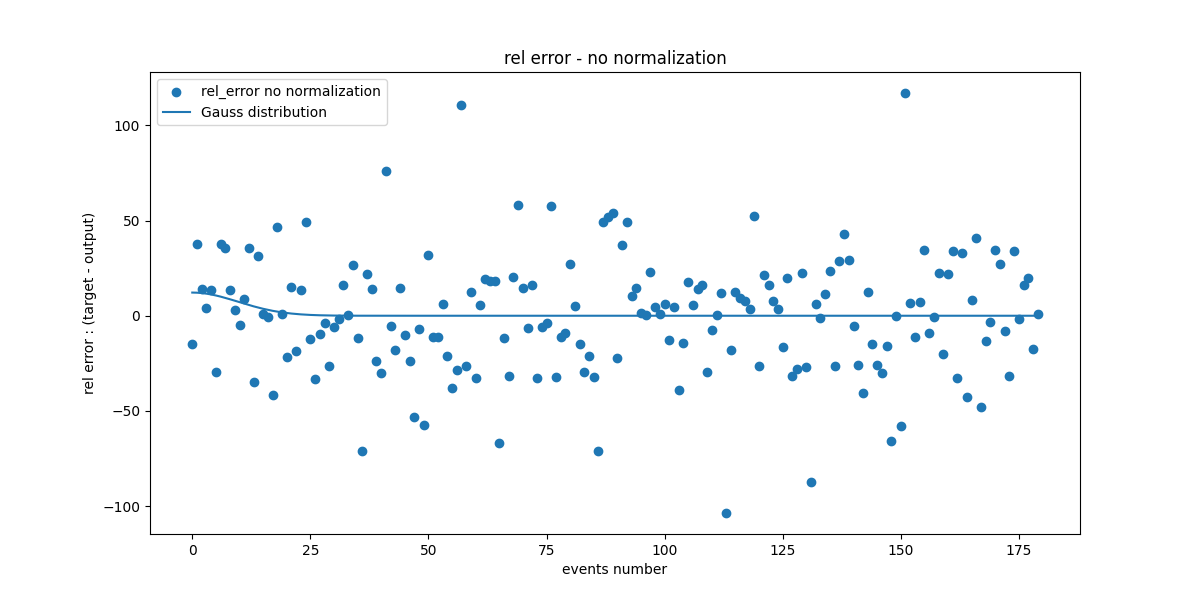 rel error - no normalization
rel_error no normalization
Gauss distribution
rel error : (target - output)
100
50
0
−50
−100
0 25 50 75 100 125 150 175
events number